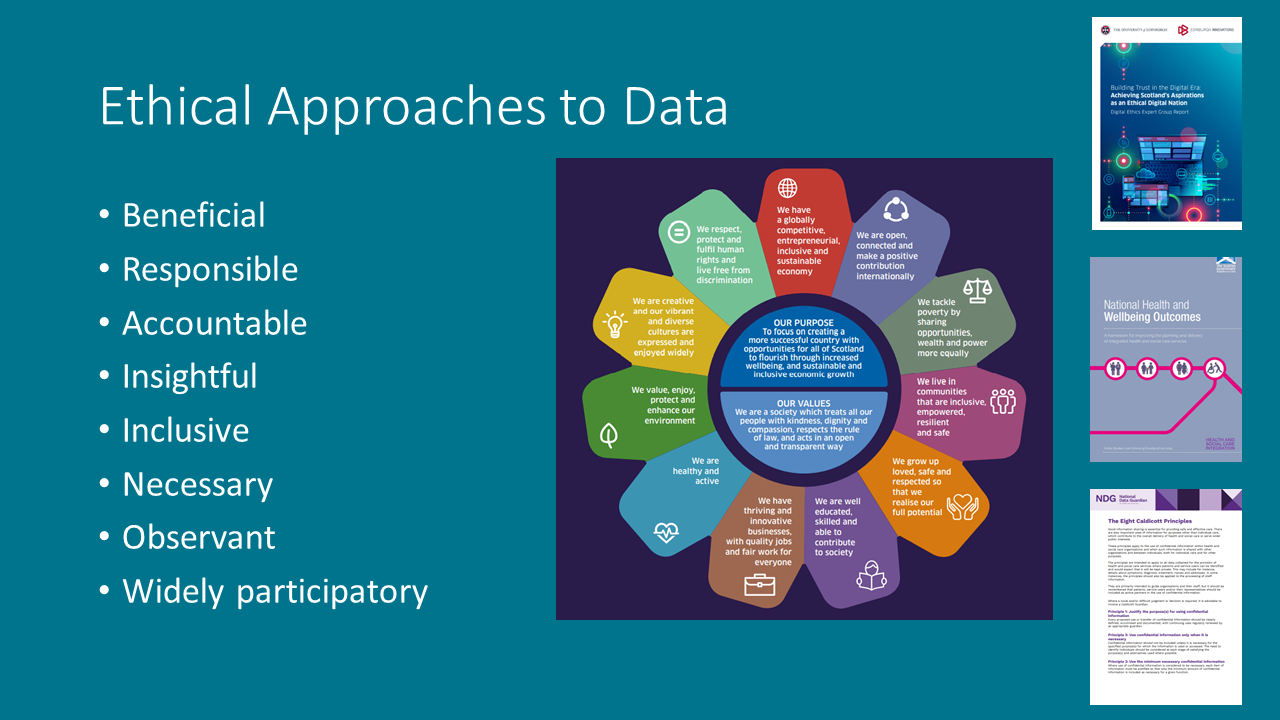 Ethical Approaches to Data
• Beneficial
• Responsible
• Accountable
• Insightful
• Inclusive
• Necessary
• Observant
• Widely participatory
We have
a globally
competitive,
entrepreneurial,
inclusive and
sustainable
economy
We are open,
connected and
make a positive
contribution
internationally
We tackle
poverty by
sharing
opportunities,
wealth and power
more equally
We live in
communities
that are inclusive,
empowered,
resilient
and safe
We grow up
loved, safe and
respected so
that we
realise our
full potential
We are well
educated,
skilled and
able to
contribute
to society
We have
thriving and
innovative
businesses,
with quality jobs
and fair work for
everyone
We are
healthy and
active
We value, enjoy,
protect and
enhance our
environment
We are creative
and our vibrant
and diverse
cultures are
expressed and
enjoyed widely
We respect,
protect and
fulfil human
rights and
live free from
discrimination
OUR PURPOSE
To focus on creating a
more successful country with
opportunities for all of Scotland
to flourish through increased
wellbeing, and sustainable and
inclusive economic growth
OUR VALUES
We are a society which treats all our
people with kindness, dignity and
compassion, respects the rule
of law, and acts in an open
and transparent way
THE UNIVERSITY of EDINBURGH
EDINBURGH INNOVATIONS
Building Trust in the Digital Era:
Achieving Scotland's Aspirations
as an Ethical Digital Nation
Digital Ethics Expert Group Report
National Health and
Wellbeing Outcomes
A framework for improving the planning and delivery
of integrated health and social care services
HEALTH AND
SOCIAL CARE
INTEGRATION
NDG National
Data Guardian
The Eight Caldicott Principles
Principle 1: Justify the purpose(s) for using confidential
information
Principle 2: Use confidential information only when it is
necessary
Principle 3: Use the minimum necessary confidential information